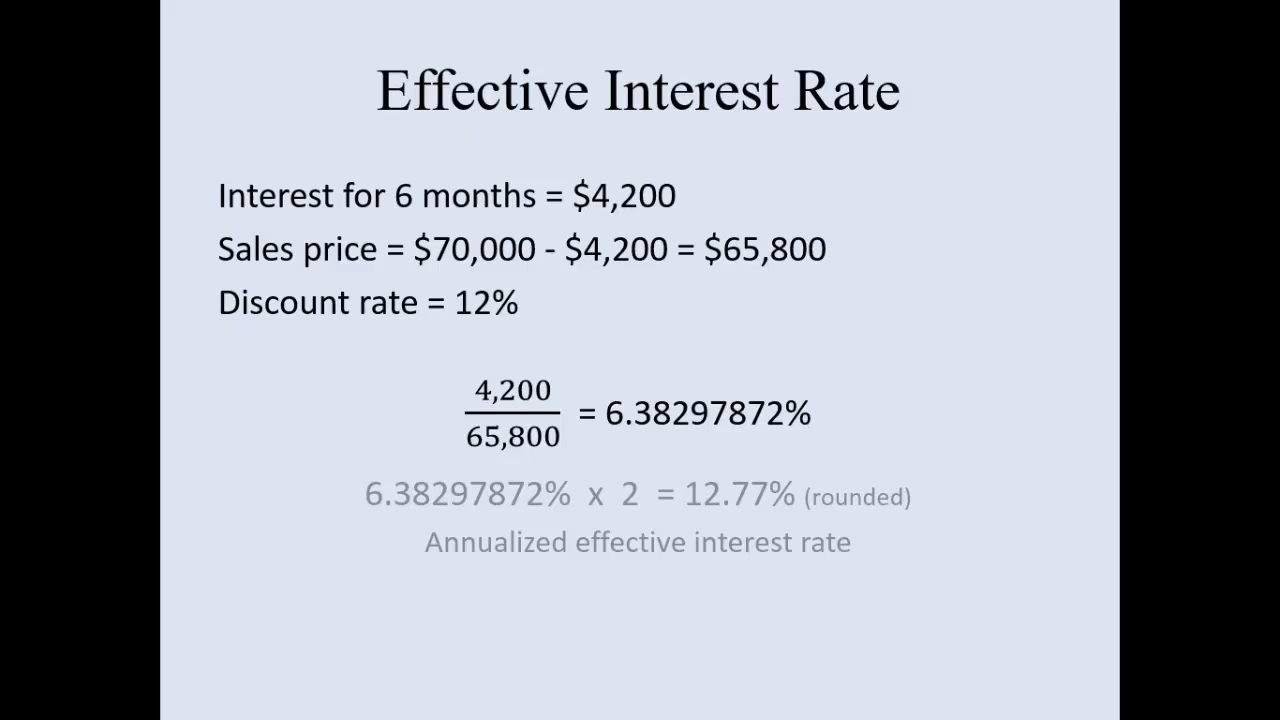 Effective Interest Rate
Interest for 6 months = $4,200
Sales price = $70,000 - $4,200 = $65,800
Discount rate = 12%
4,200
65,800
= 6.38297872%
6.38297872% x 2 = 12.77% (rounded)
Annualized effective interest rate